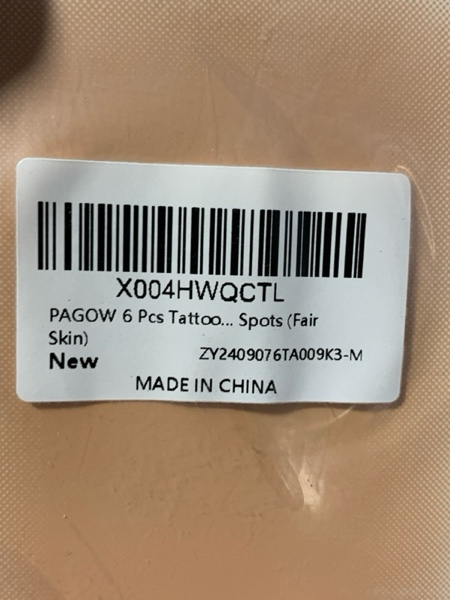 X004HWQCTL
PAGOW 6 Pcs Tattoo... Spots (Fair
Skin)
New
ZY2409076TA009K3-M
MADE IN CHINA